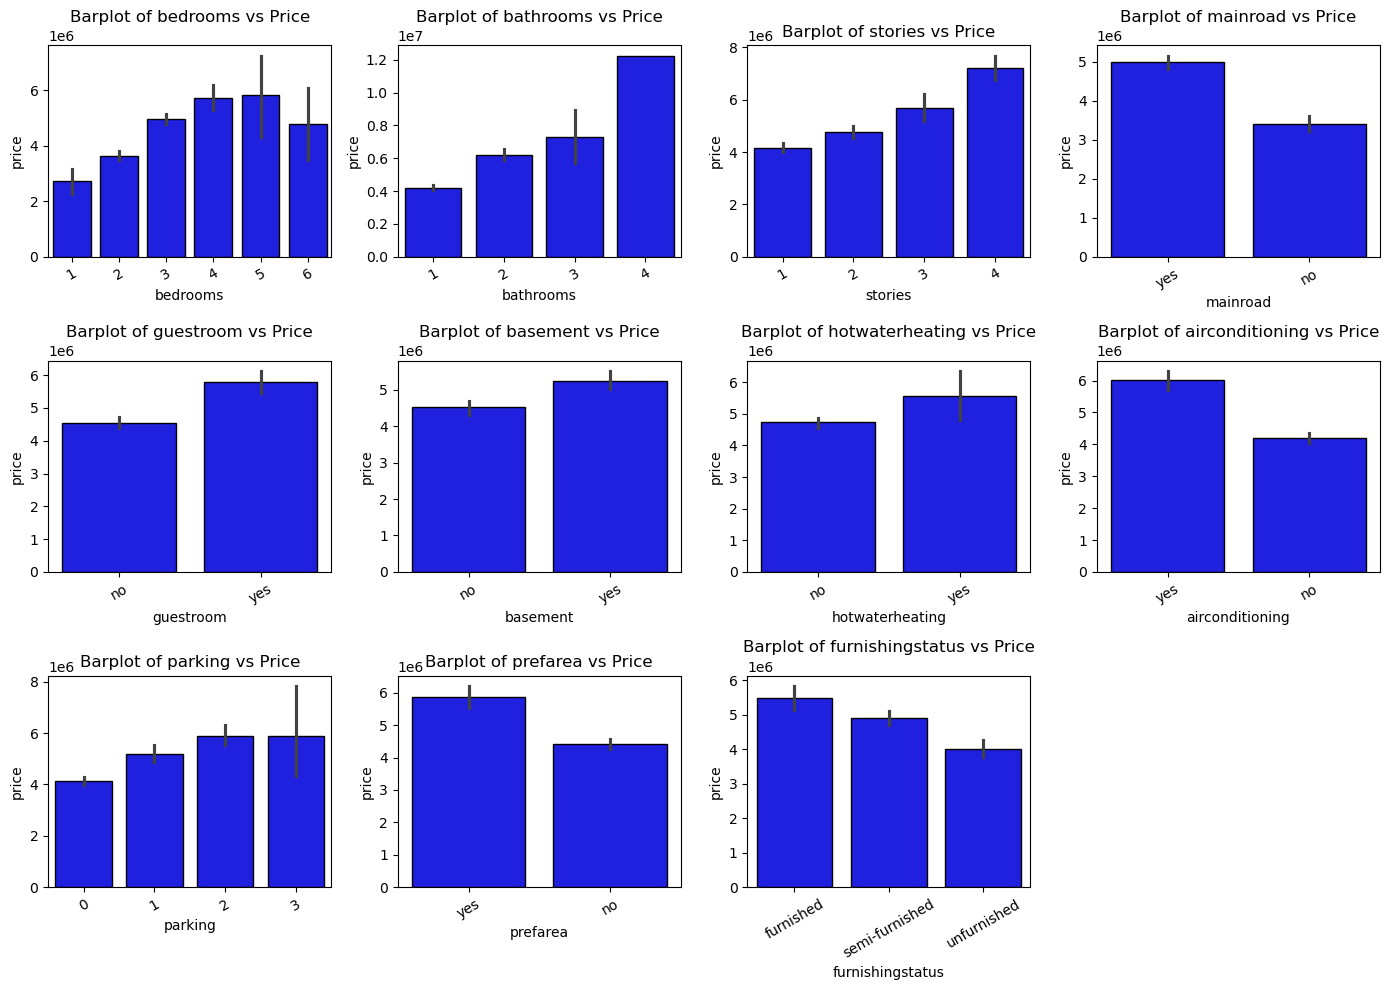 Barplot of bedrooms vs Price
1e6
price
6
4
2
0
1 2 3 4 5 6
bedrooms
Barplot of bathrooms vs Price
1e7
price
1.2
1.0
0.8
0.6
0.4
0.2
0.0
1 2 3 4
bathrooms
Barplot of stories vs Price
1e6
price
8
6
4
2
0
1 2 3 4
stories
Barplot of mainroad vs Price
1e6
price
5
4
3
2
1
0
yes no
mainroad
Barplot of guestroom vs Price
1e6
price
6
5
4
3
2
1
0
no yes
guestroom
Barplot of basement vs Price
1e6
price
5
4
3
2
1
0
no yes
basement
Barplot of hotwaterheating vs Price
1e6
price
6
5
4
3
2
1
0
no yes
hotwaterheating
Barplot of airconditioning vs Price
1e6
price
6
5
4
3
2
1
0
yes no
airconditioning
Barplot of parking vs Price
1e6
price
8
6
4
2
0
0 1 2 3
parking
Barplot of prefarea vs Price
1e6
price
6
5
4
3
2
1
0
yes no
prefarea
Barplot of furnishingstatus vs Price
1e6
price
6
5
4
3
2
1
0
furnished semi-furnished unfurnished
furnishingstatus